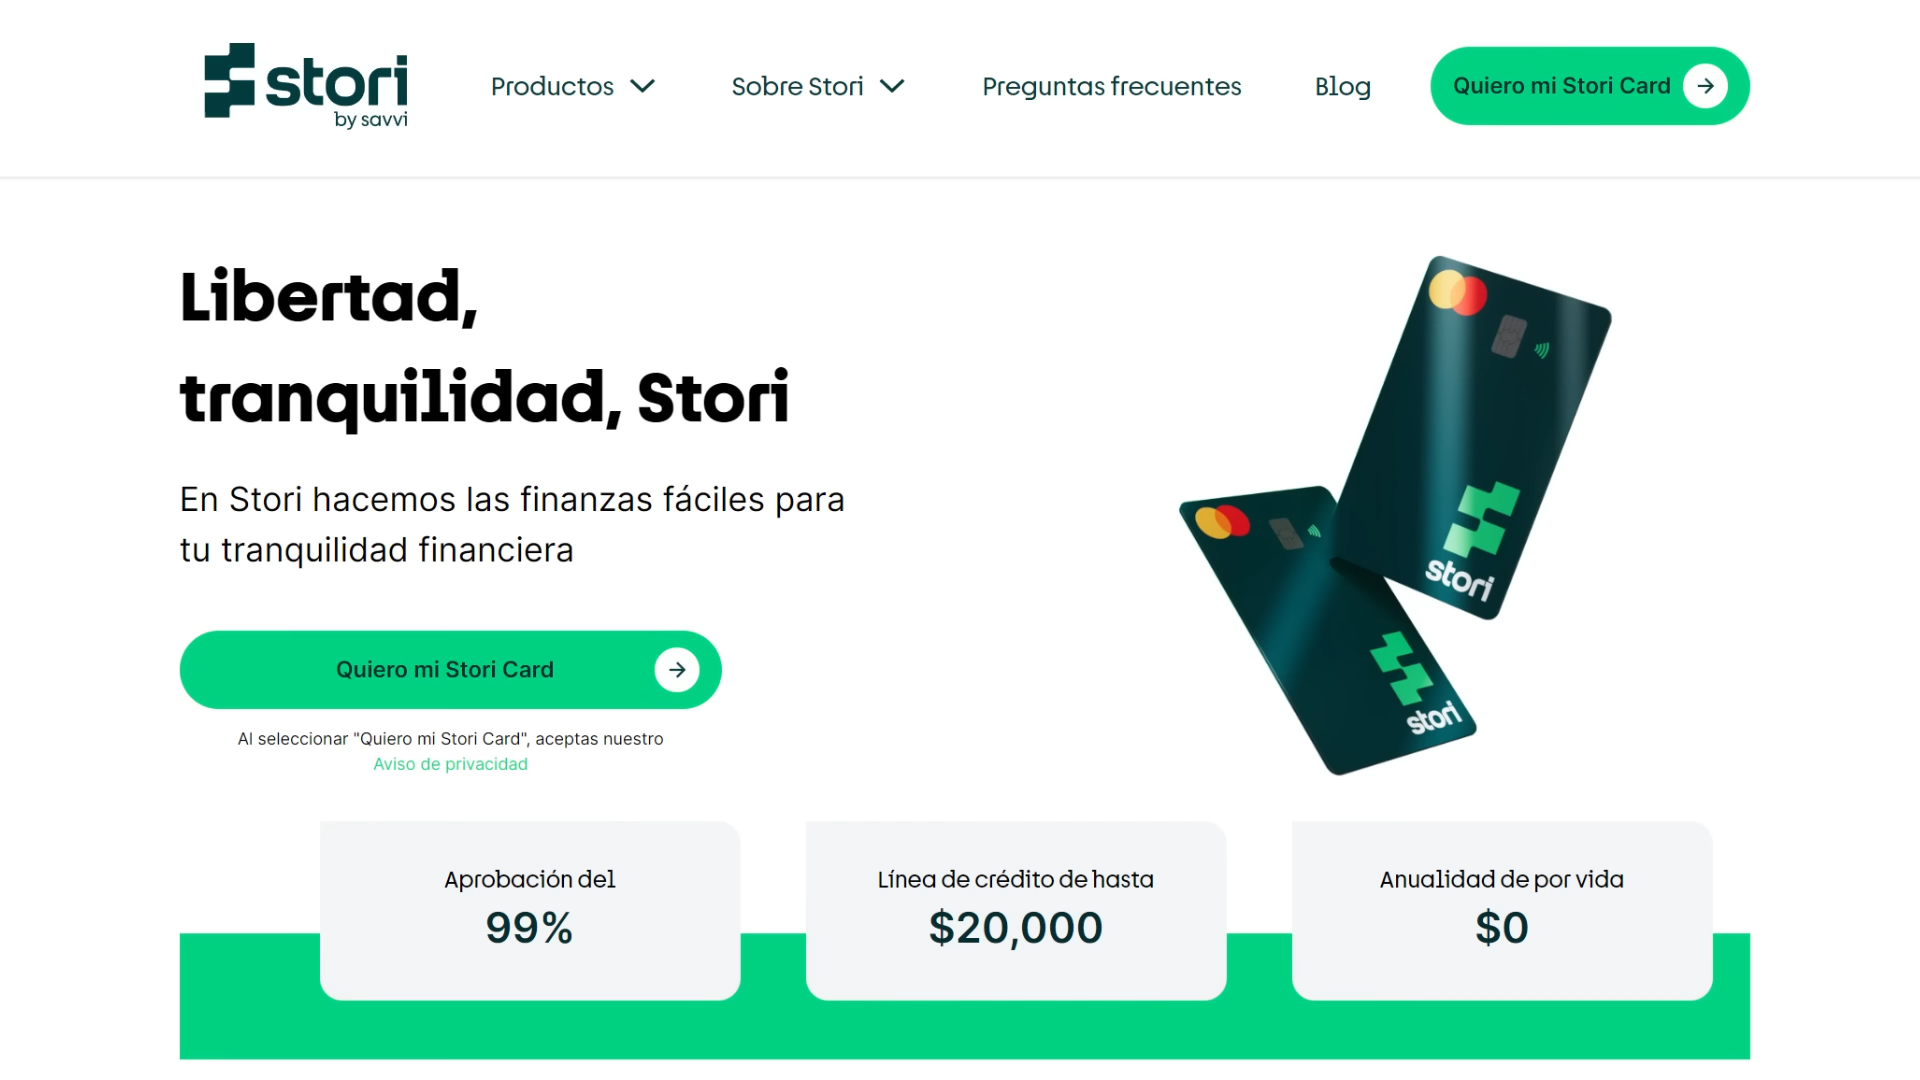 stori
by savvi
Productos
Sobre Stori
Preguntas frecuentes
Blog
Quiero mi Stori Card
Libertad,
tranquilidad, Stori
En Stori hacemos las finanzas fáciles para
tu tranquilidad financiera
Quiero mi Stori Card
Al seleccionar "Quiero mi Stori Card", aceptas nuestro
Aviso de privacidad
stori
stori
Aprobación del
99%
Línea de crédito de hasta
$20,000
Anualidad de por vida
$0